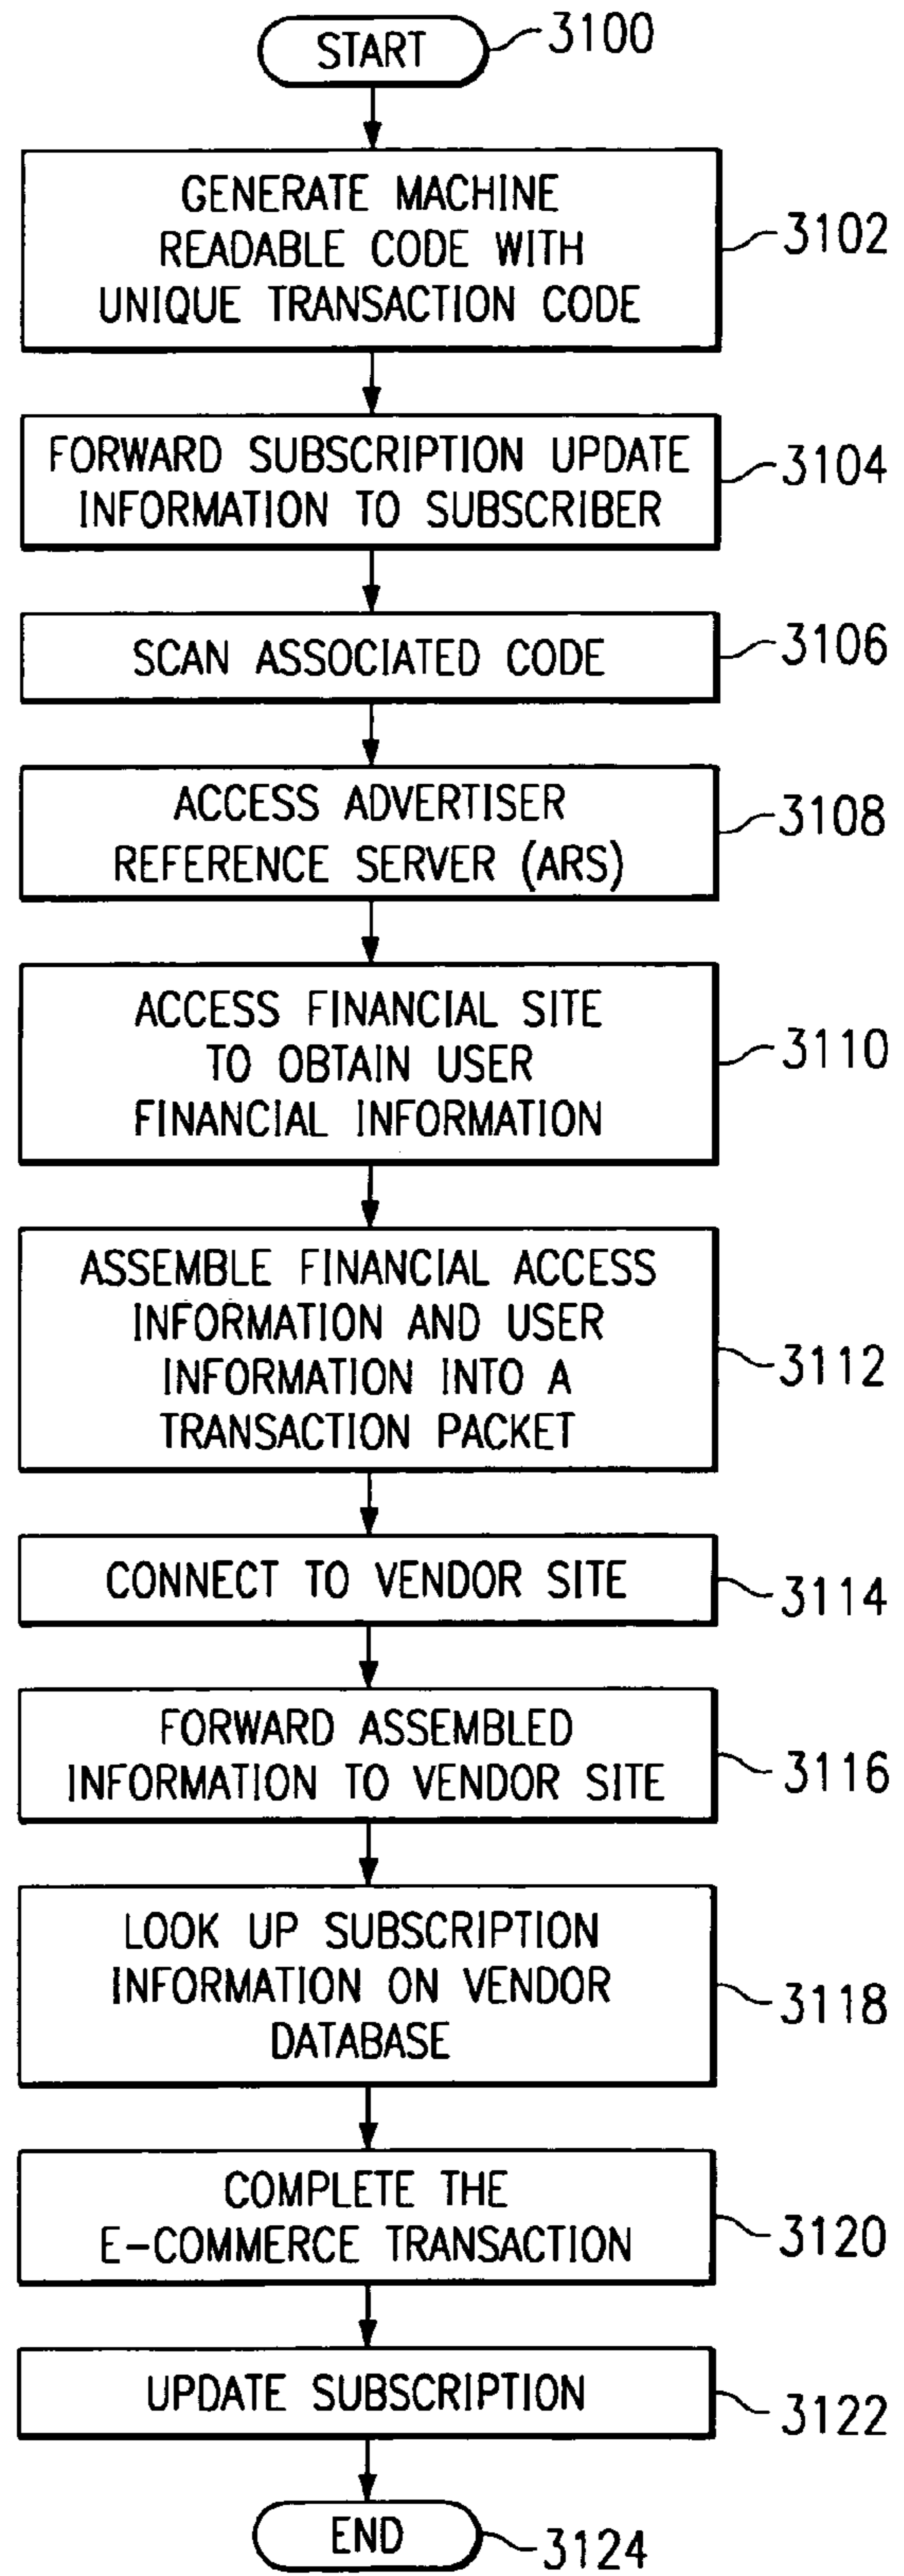 START
3100
GENERATE MACHINE
READABLE CODE WITH
UNIQUE TRANSACTION CODE
3102
FORWARD SUBSCRIPTION UPDATE
INFORMATION TO SUBSCRIBER
3104
SCAN ASSOCIATED CODE
3106
ACCESS ADVERTISER
REFERENCE SERVER (ARS)
3108
ACCESS FINANCIAL SITE
TO OBTAIN USER
FINANCIAL INFORMATION
3110
ASSEMBLE FINANCIAL ACCESS
INFORMATION AND USER
INFORMATION INTO A
TRANSACTION PACKET
3112
CONNECT TO VENDOR SITE
3114
FORWARD ASSEMBLED
INFORMATION TO VENDOR SITE
3116
LOOK UP SUBSCRIPTION
INFORMATION ON VENDOR
DATABASE
3118
COMPLETE THE
E-COMMERCE TRANSACTION
3120
UPDATE SUBSCRIPTION
3122
END
3124